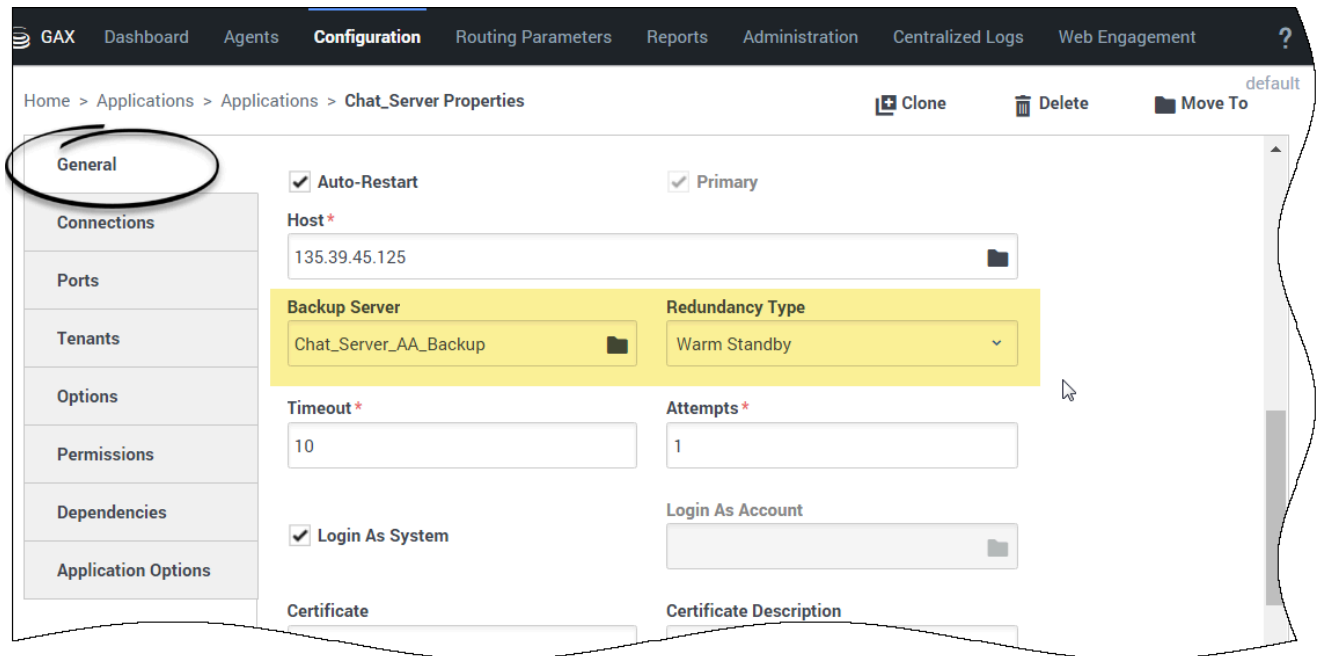 GAX Dashboard Agents Configuration Routing Parameters Reports Administration Centralized Logs Web Engagement ?
default
Home > Applications > Applications > Chat_Server Properties
Clone Delete Move To
General
Connections
Ports
Tenants
Options
Permissions
Dependencies
Application Options
Auto-Restart Primary
Host *
135.39.45.125
Backup Server Redundancy Type
Chat_Server_AA_Backup Warm Standby
Timeout * Attempts *
10 1
Login As Account
Login As System
Certificate Certificate Description